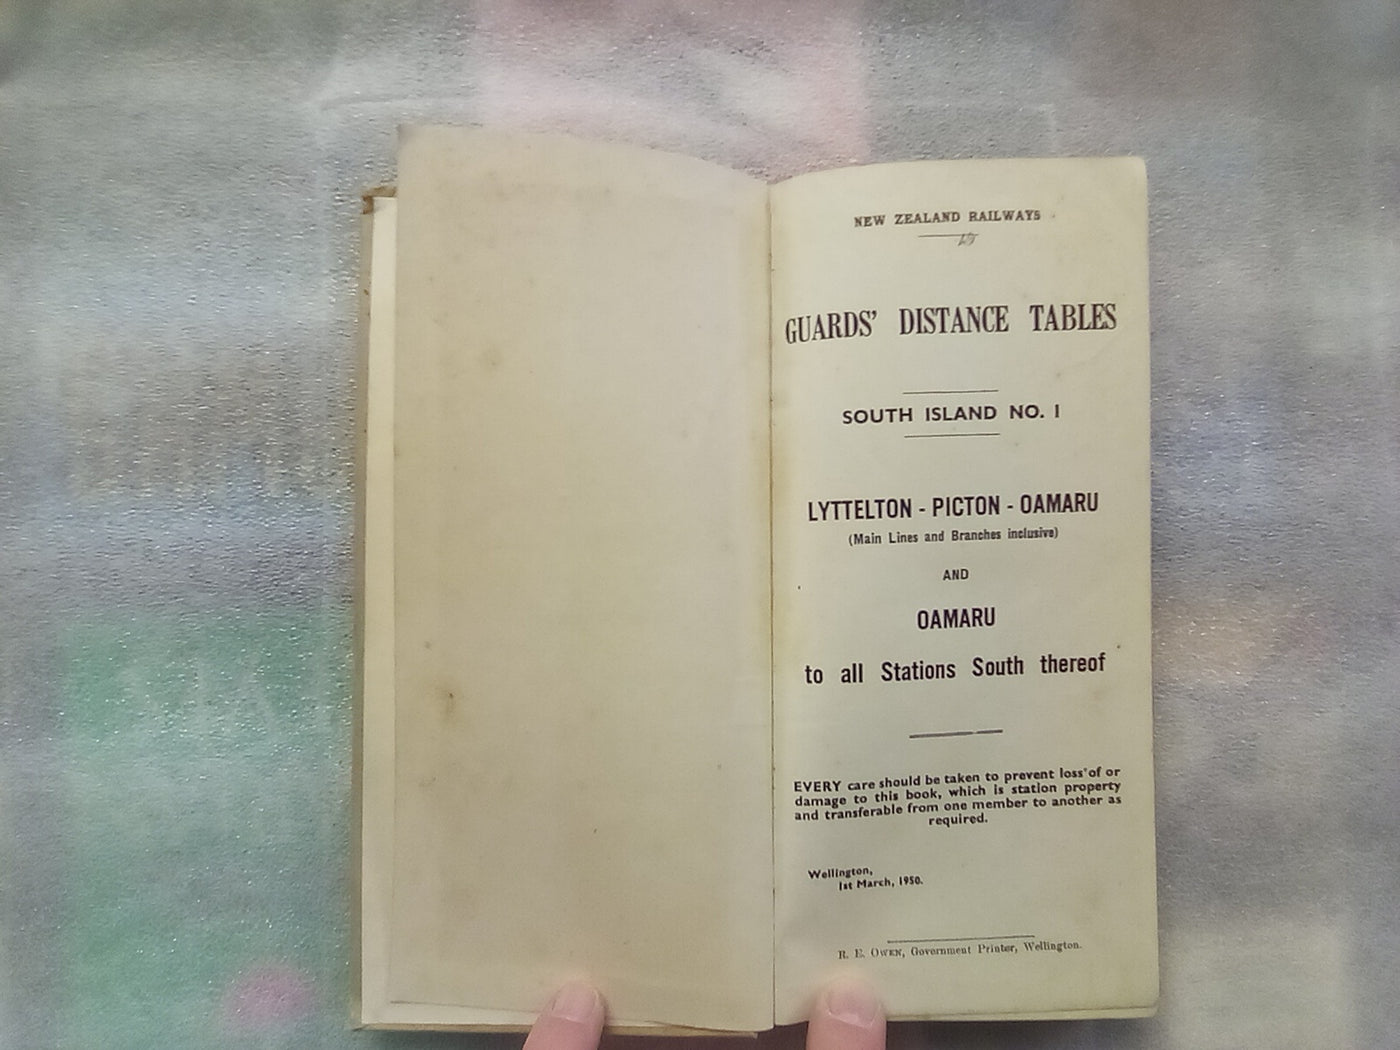 NEW ZEALAND RAILWAYS
GUARDS' DISTANCE TABLES
SOUTH ISLAND NO. 1
LYTTELTON - PICTON - OAMARU
(Main Lines and Branches inclusive)
AND
OAMARU
to all Stations South thereof
EVERY care should be taken to prevent loss of or
damage to this book, which is station property
and transferable from one member to another as
required.
Wellington,
1st March, 1950.
R. E. OWEN, Government Printer, Wellington.